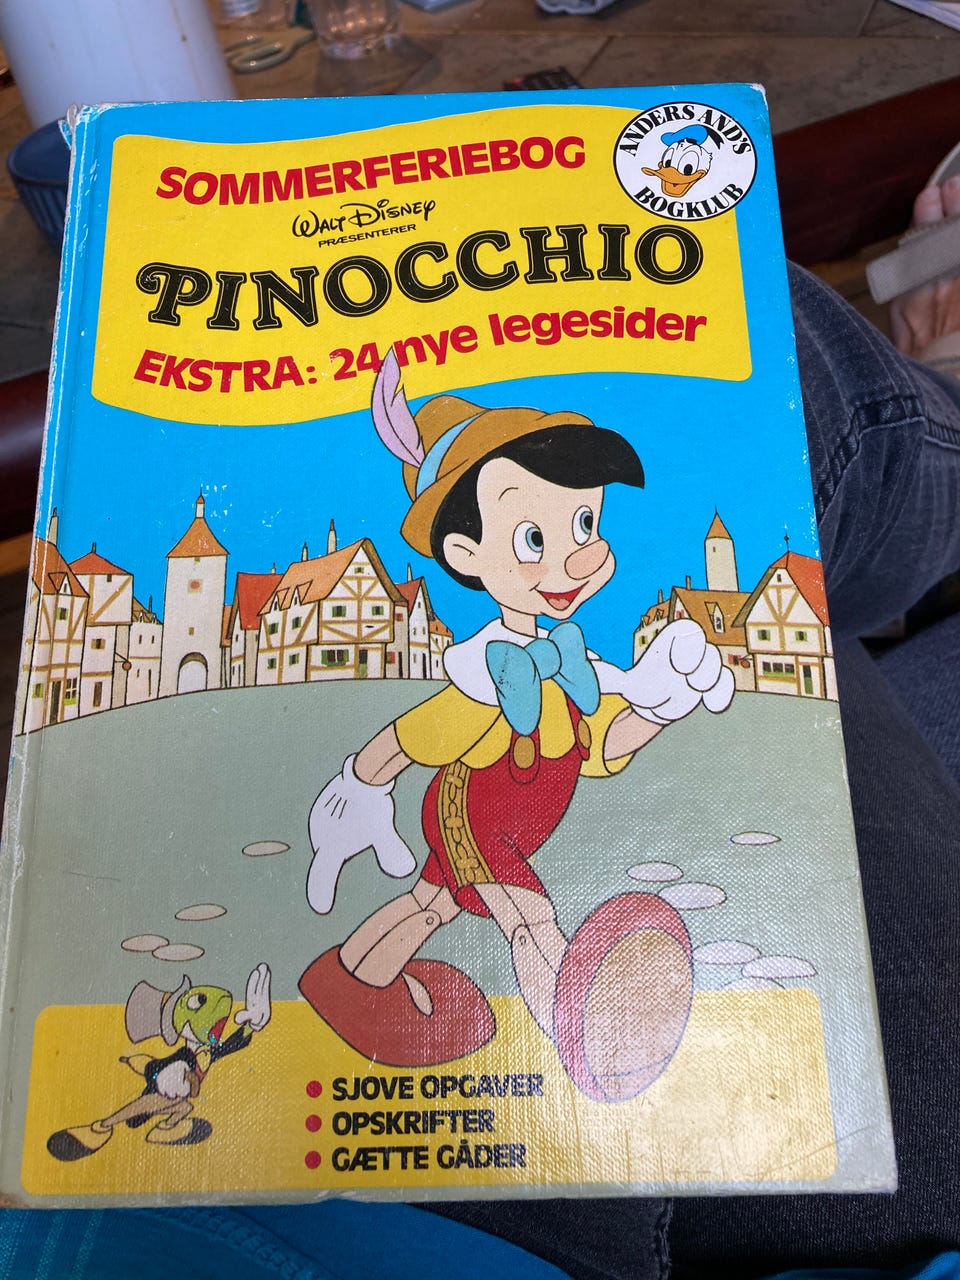 SOMMERFERIEBOG
ANDERS AND'S
BOGKLUB
WALT DISNEY
PRÆSENTERER
PINOCCHIO
EKSTRA: 24 nye legesider
• SJOVE OPGAVER
• OPSKRIFTER
• GÆTTE GÅDER